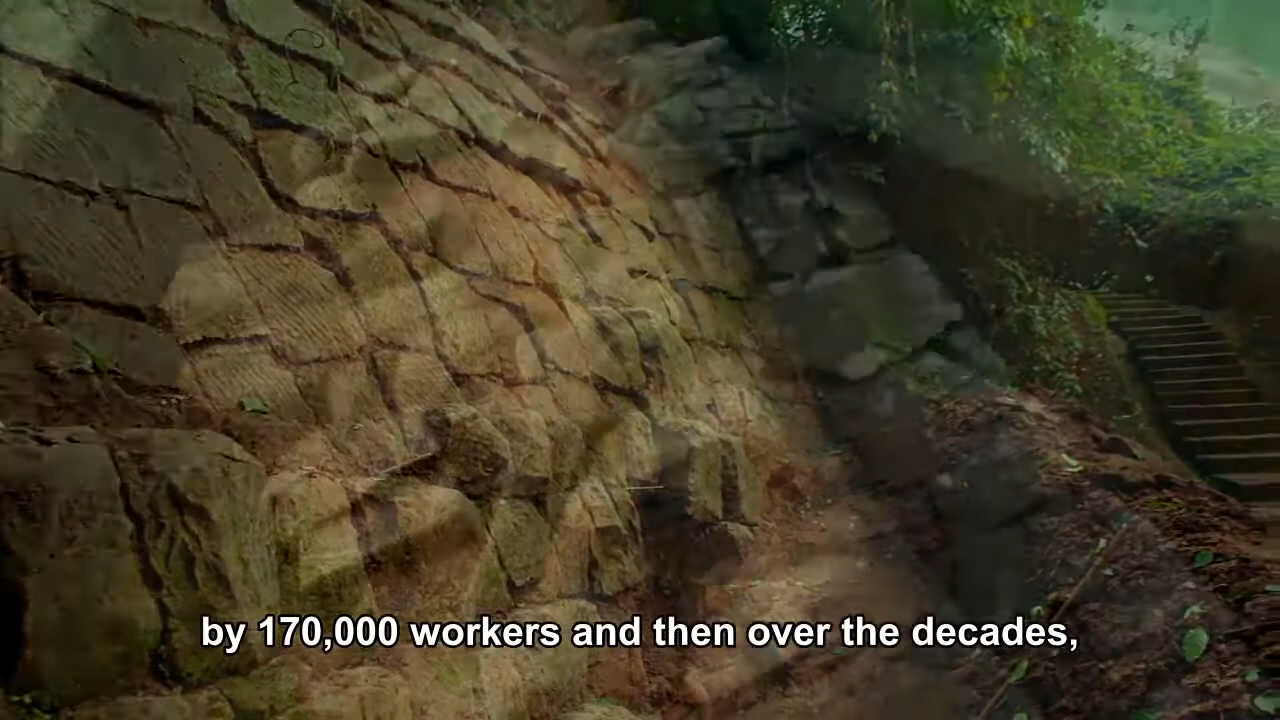 by 170,000 workers and then over the decades,